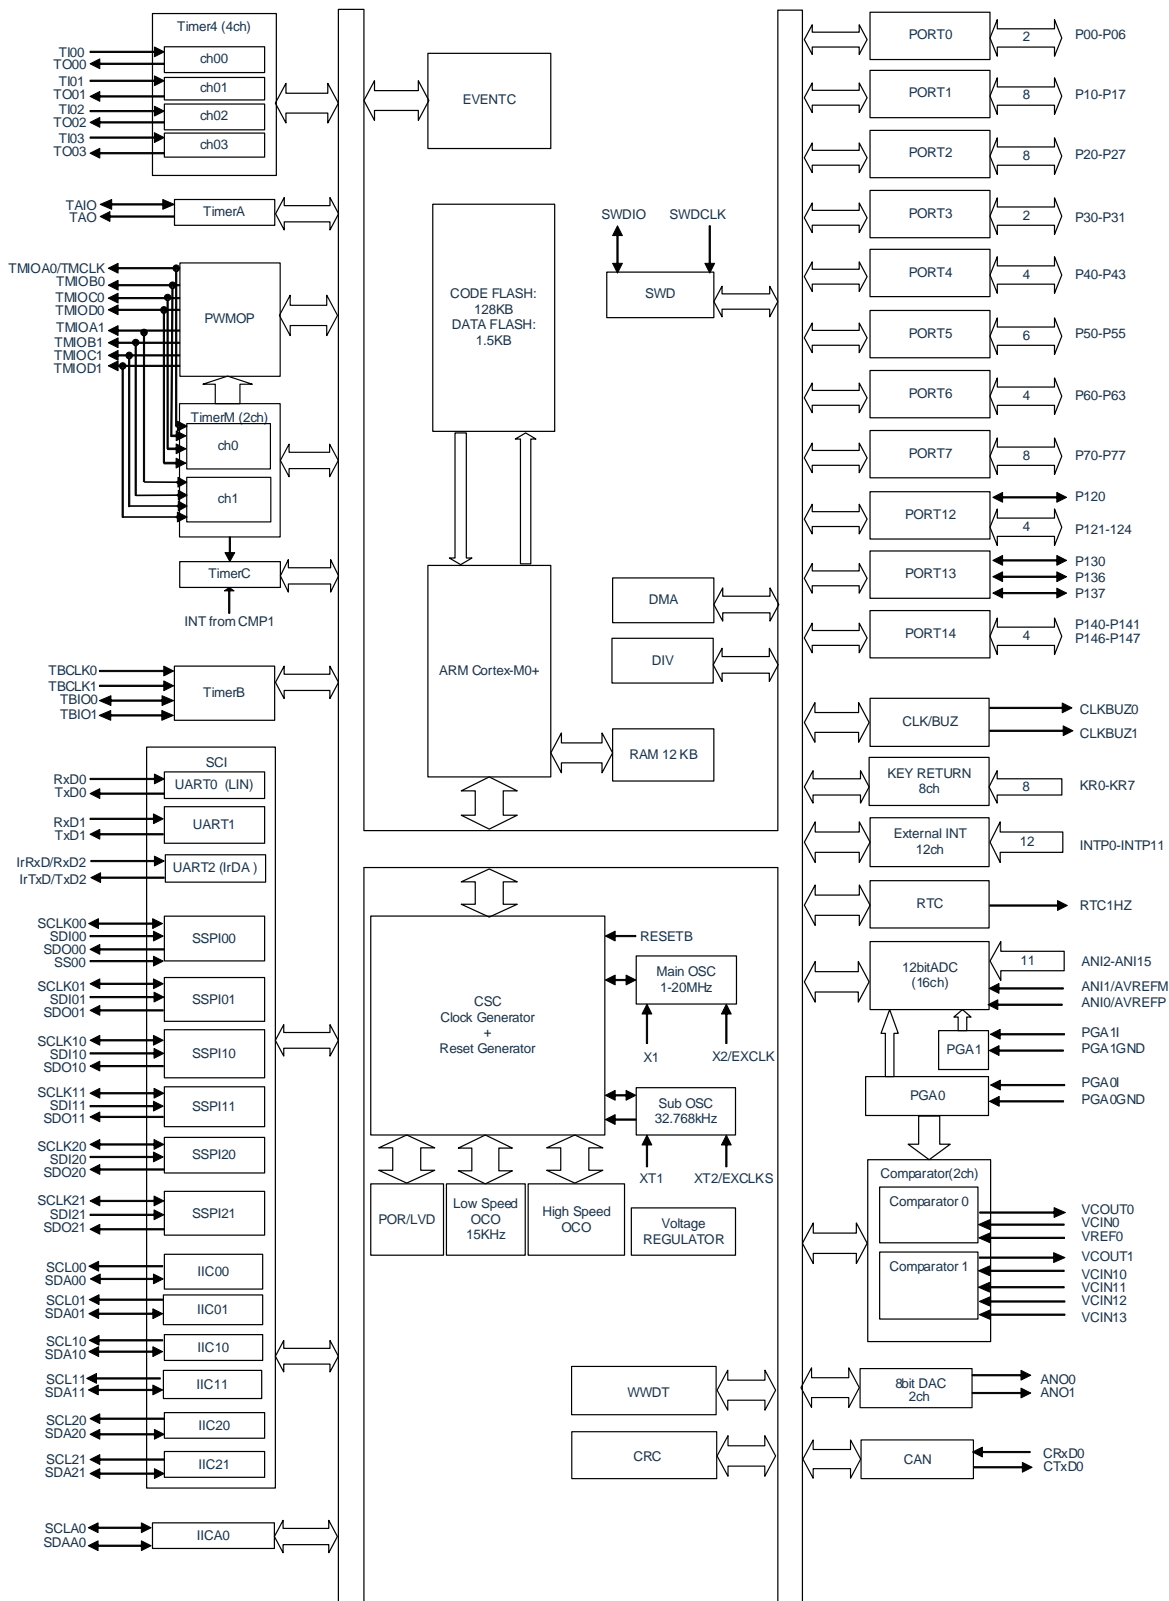 Timer4 (4ch)
TI00
TO00
ch00
TI01
TO01
ch01
TI02
TO02
ch02
TI03
TO03
ch03
TAIO
TAO
TimerA
TMIOA0/TMCLK
TMIOB0
TMIOC0
TMIOD0
TMIOA1
TMIOB1
TMIOC1
TMIOD1
PWMOP
TimerM (2ch)
ch0
ch1
TimerC
INT from CMP1
TBCLK0
TBCLK1
TBIO0
TBIO1
TimerB
SCI
RxD0
TxD0
UART0 (LIN)
RxD1
TxD1
UART1
IrRxD/RxD2
IrTxD/TxD2
UART2 (IrDA )
SCLK00
SDI00
SDO00
SS00
SSPI00
SCLK01
SDI01
SDO01
SSPI01
SCLK10
SDI10
SDO10
SSPI10
SCLK11
SDI11
SDO11
SSPI11
SCLK20
SDI20
SDO20
SSPI20
SCLK21
SDI21
SDO21
SSPI21
SCL00
SDA00
IIC00
SCL01
SDA01
IIC01
SCL10
SDA10
IIC10
SCL11
SDA11
IIC11
SCL20
SDA20
IIC20
SCL21
SDA21
IIC21
SCLA0
SDAA0
IICA0
EVENTC
CODE FLASH:
128KB
DATA FLASH:
1.5KB
SWDIO
SWDCLK
SWD
ARM Cortex-M0+
DMA
DIV
RAM 12 KB
CSC
Clock Generator
+
Reset Generator
RESETB
Main OSC
1-20MHz
X1
X2/EXCLK
Sub OSC
32.768kHz
XT1
XT2/EXCLKS
POR/LVD
Low Speed
OCO
15KHz
High Speed
OCO
Voltage
REGULATOR
WWDT
CRC
PORT0
2
P00-P06
PORT1
8
P10-P17
PORT2
8
P20-P27
PORT3
2
P30-P31
PORT4
4
P40-P43
PORT5
6
P50-P55
PORT6
4
P60-P63
PORT7
8
P70-P77
PORT12
P120
4
P121-124
PORT13
P130
P136
P137
PORT14
4
P140-P141
P146-P147
CLK/BUZ
CLKBUZ0
CLKBUZ1
KEY RETURN
8ch
8
KR0-KR7
External INT
12ch
12
INTP0-INTP11
RTC
RTC1HZ
12bitADC
(16ch)
11
ANI2-ANI15
ANI1/AVREFM
ANI0/AVREFP
PGA1
PGA1I
PGA1GND
PGA0
PGA0I
PGA0GND
Comparator(2ch)
Comparator 0
VCOUT0
VCIN0
VREF0
Comparator 1
VCOUT1
VCIN10
VCIN11
VCIN12
VCIN13
8bit DAC
2ch
ANO0
ANO1
CAN
CRxD0
CTxD0